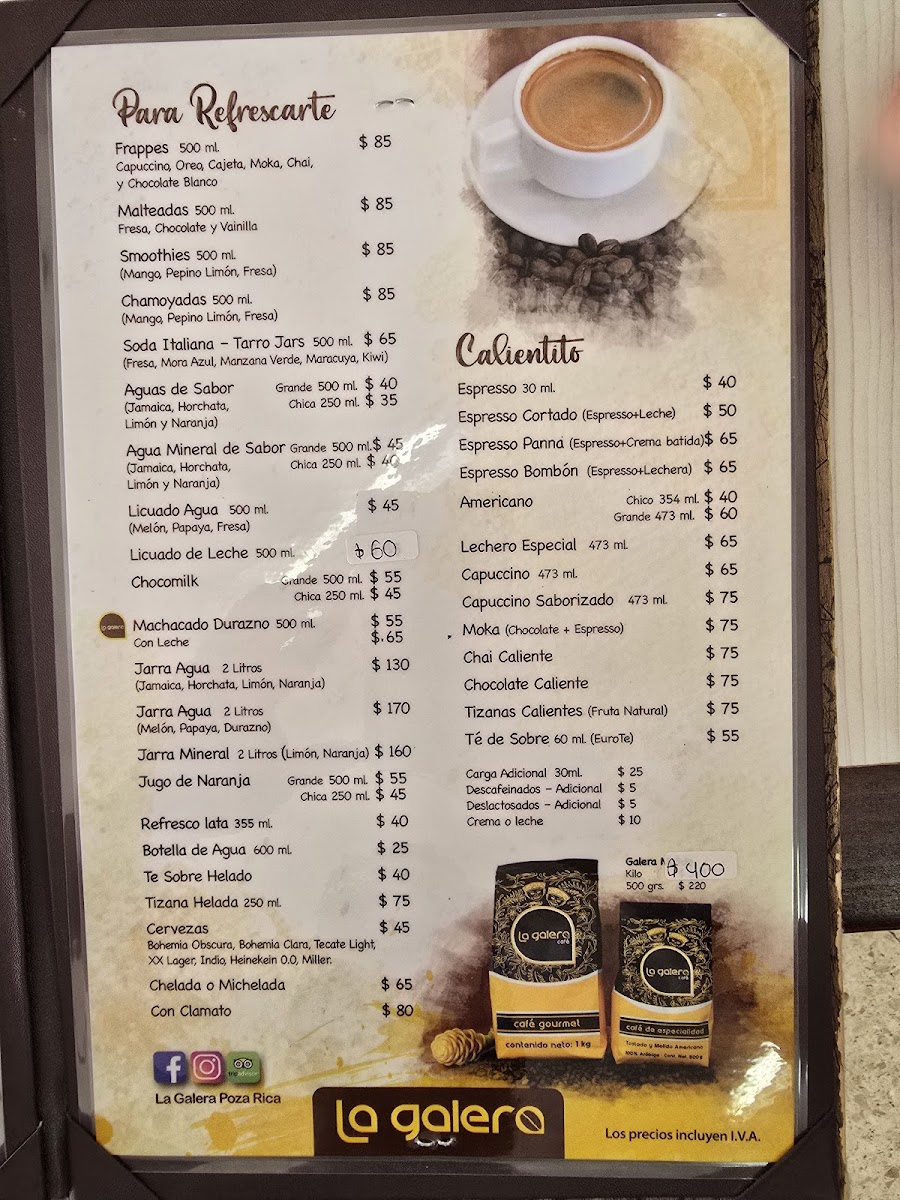 Para Refrescarte
Frappes 500 ml. $ 85
Capuccino, Oreo, Cajeta, Moka, Chai,
y Chocolate Blanco
Malteadas 500 ml. $ 85
Fresa, Chocolate y Vainilla
Smoothies 500 ml. $ 85
(Mango, Pepino Limón, Fresa)
Chamoyadas 500 ml. $ 85
(Mango, Pepino Limón, Fresa)
Soda Italiana – Tarro Jars 500 ml. $ 65
(Fresa, Mora Azul, Manzana Verde, Maracuya, Kiwi)
Aguas de Sabor Grande 500 ml. $ 40
(Jamaica, Horchata, Chica 250 ml. $ 35
Limón y Naranja)
Agua Mineral de Sabor Grande 500 ml. $ 45
(Jamaica, Horchata, Chica 250 ml. $ 40
Limón y Naranja)
Licuado Agua 500 ml. $ 45
(Melón, Papaya, Fresa)
Licuado de Leche 500 ml. $ 60
Chocomilk Grande 500 ml. $ 55
Chica 250 ml. $ 45
la galera
Machacado Durazno 500 ml. $ 55
Con Leche $ 65
Jarra Agua 2 Litros $ 130
(Jamaica, Horchata, Limón, Naranja)
Jarra Agua 2 Litros $ 170
(Melón, Papaya, Durazno)
Jarra Mineral 2 Litros (Limón, Naranja) $ 160
Jugo de Naranja Grande 500 ml. $ 55
Chica 250 ml. $ 45
Refresco lata 355 ml. $ 40
Botella de Agua 600 ml. $ 25
Te Sobre Helado $ 40
Tizana Helada 250 ml. $ 75
Cervezas $ 45
Bohemia Obscura, Bohemia Clara, Tecate Light,
XX Lager, Indio, Heinekein 0.0, Miller.
Chelada o Michelada $ 65
Con Clamato $ 80
La Galera Poza Rica
Calientito
Espresso 30 ml. $ 40
Espresso Cortado (Espresso+Leche) $ 50
Espresso Panna (Espresso+Crema batida) $ 65
Espresso Bombón (Espresso+Lechera) $ 65
Americano Chico 354 ml. $ 40
Grande 473 ml. $ 60
Lechero Especial 473 ml. $ 65
Capuccino 473 ml. $ 65
Capuccino Saborizado 473 ml. $ 75
Moka (Chocolate + Espresso) $ 75
Chai Caliente $ 75
Chocolate Caliente $ 75
Tizanas Calientes (Fruta Natural) $ 75
Té de Sobre 60 ml. (EuroTe) $ 55
Carga Adicional 30ml. $ 25
Descafeinados – Adicional $ 5
Deslactosados – Adicional $ 5
Crema o leche $ 10
Galera
Kilo $ 400
500 grs. $ 220
la galera
café
café gourmet
contenido neto: 1 kg
la galera
café
café de especialidad
Tostado y Molido Americano
la galera
Los precios incluyen I.V.A.